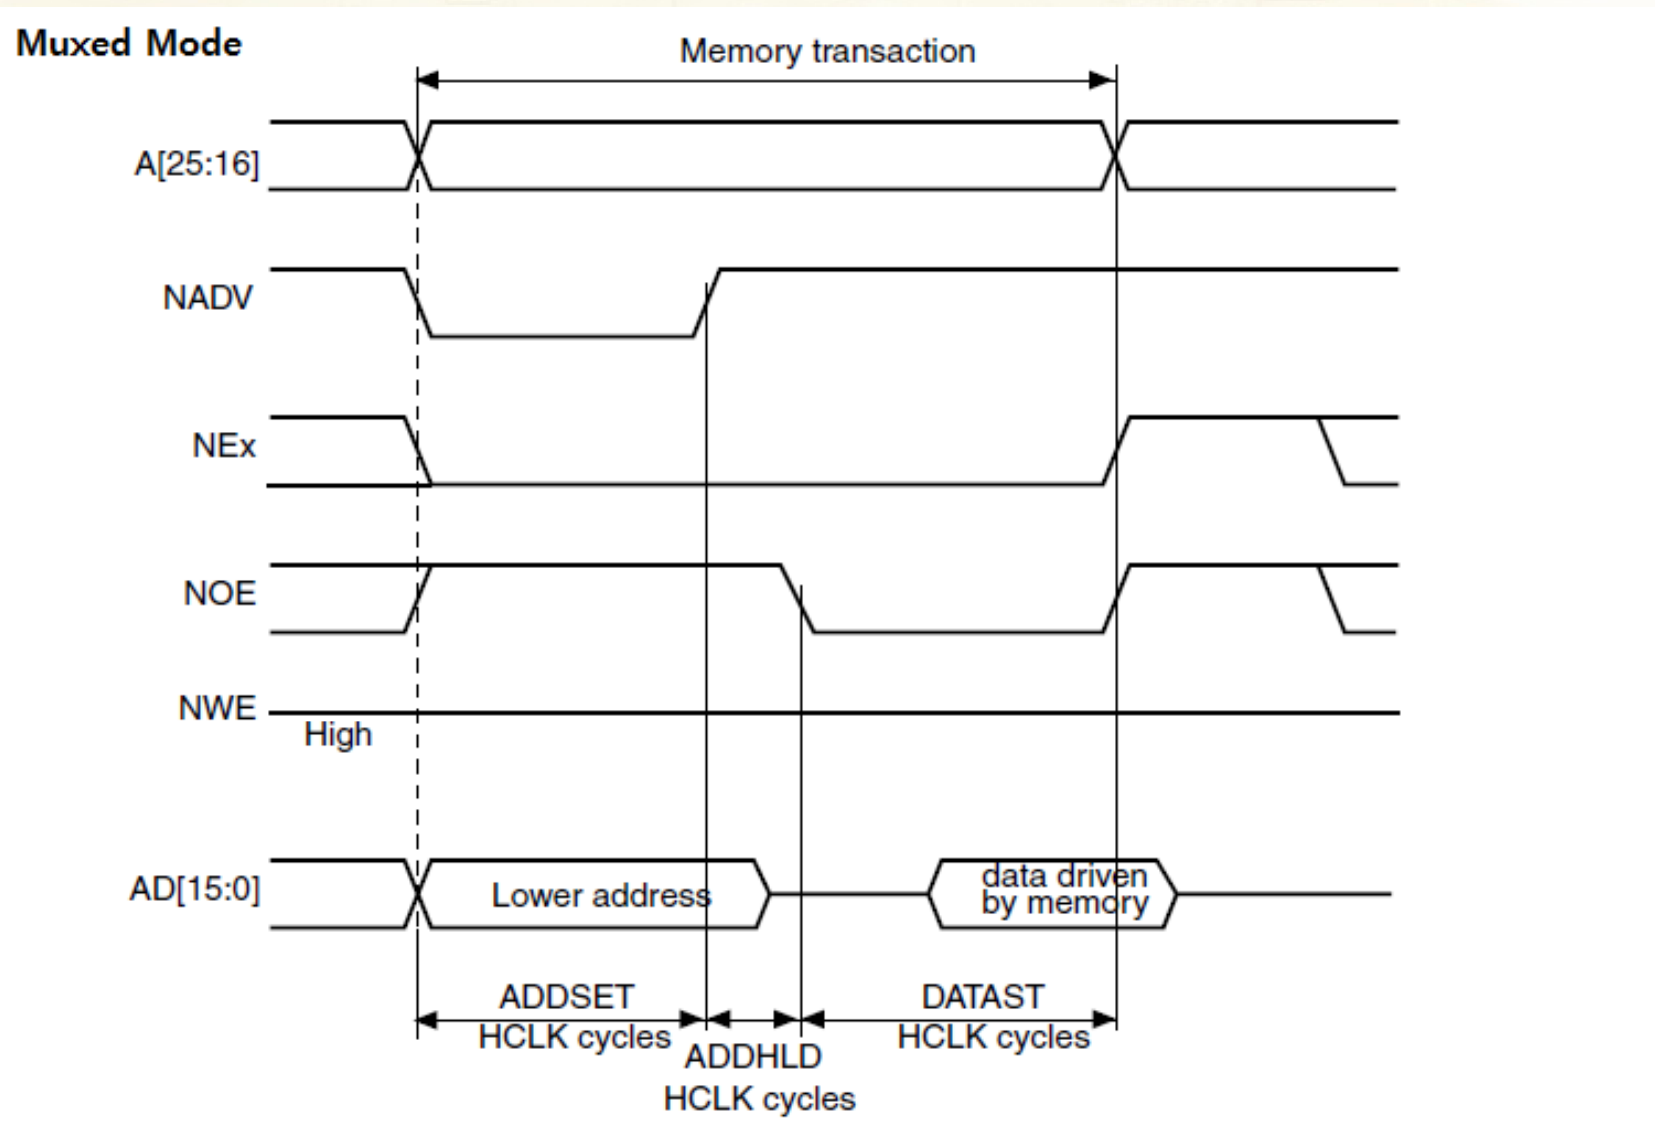 Muxed Mode
Memory transaction
A[25:16]
NADV
NEx
NOE
NWE
High
AD[15:0]
Lower address
data driven
by memory
ADDSET
HCLK cycles
ADDHLD
HCLK cycles
DATAST
HCLK cycles